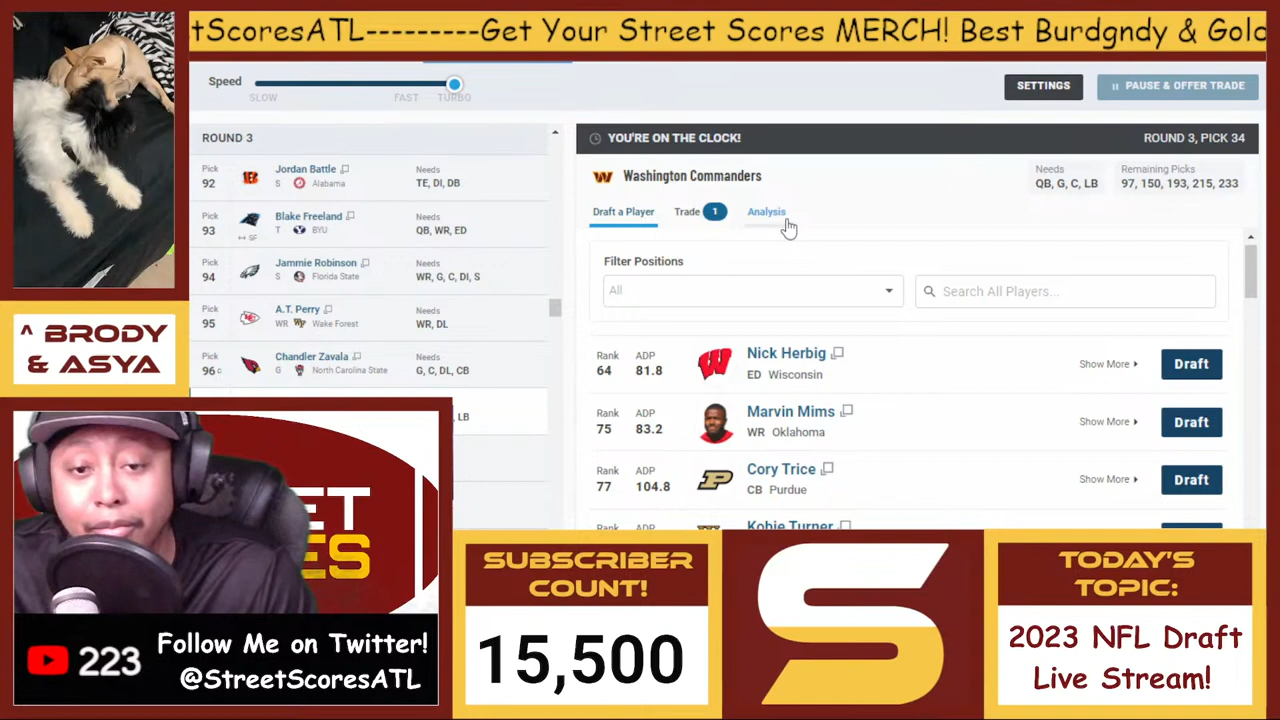 tScoresATL---------Get Your Street Scores MERCH! Best Burdgndy & Gold
Speed
SLOW FAST TURBO
SETTINGS
PAUSE & OFFER TRADE
ROUND 3
Pick 92
Jordan Battle
S Alabama
Needs
TE, DI, DB
Pick 93
Blake Freeland
↔ SF
T BYU
Needs
QB, WR, ED
Pick 94
Jammie Robinson
S Florida State
Needs
WR, G, C, DI, S
Pick 95
A.T. Perry
WR Wake Forest
Needs
WR, DL
Pick 96 c
Chandler Zavala
G North Carolina State
Needs
G, C, DL, CB
, LB
YOU'RE ON THE CLOCK!
ROUND 3, PICK 34
Washington Commanders
Needs
QB, G, C, LB
Remaining Picks
97, 150, 193, 215, 233
Draft a Player Trade 1 Analysis
Filter Positions
All
Search All Players...
Rank 64
ADP 81.8
Nick Herbig
ED Wisconsin
Show More
Draft
Rank 75
ADP 83.2
Marvin Mims
WR Oklahoma
Show More
Draft
Rank 77
ADP 104.8
Cory Trice
CB Purdue
Show More
Draft
Rank ADP
Kobie Turner
^ BRODY
& ASYA
ET
ES
223
Follow Me on Twitter!
@StreetScoresATL
SUBSCRIBER
COUNT!
15,500
S
TODAY'S
TOPIC:
2023 NFL Draft
Live Stream!